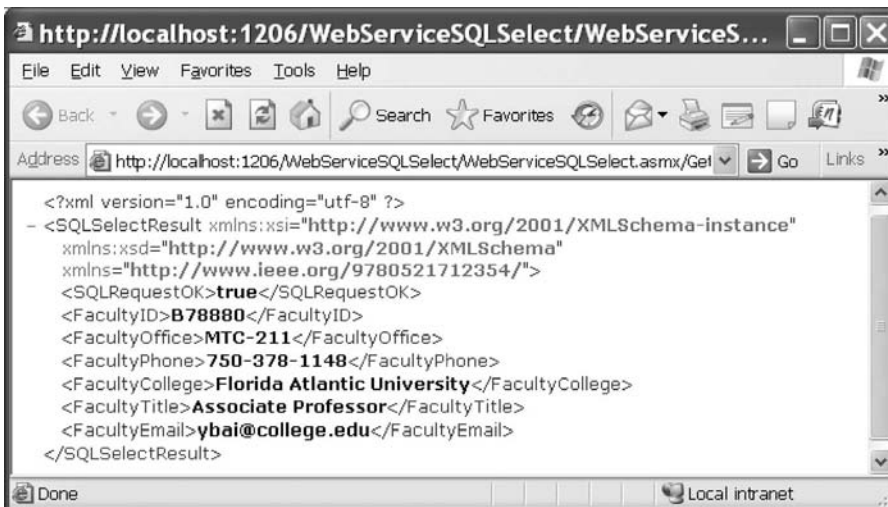 http://localhost:1206/WebServiceSQLSelect/WebServiceS...
File Edit View Favorites Tools Help
Back Search Favorites
Address http://localhost:1206/WebServiceSQLSelect/WebServiceSQLSelect.asmx/Get Go Links »
<?xml version="1.0" encoding="utf-8" ?>
- <SQLSelectResult xmlns:xsi="http://www.w3.org/2001/XMLSchema-instance"
xmlns:xsd="http://www.w3.org/2001/XMLSchema"
xmlns="http://www.ieee.org/9780521712354/">
<SQLRequestOK>true</SQLRequestOK>
<FacultyID>B78880</FacultyID>
<FacultyOffice>MTC-211</FacultyOffice>
<FacultyPhone>750-378-1148</FacultyPhone>
<FacultyCollege>Florida Atlantic University</FacultyCollege>
<FacultyTitle>Associate Professor</FacultyTitle>
<FacultyEmail>ybai@college.edu</FacultyEmail>
</SQLSelectResult>
Done Local intranet